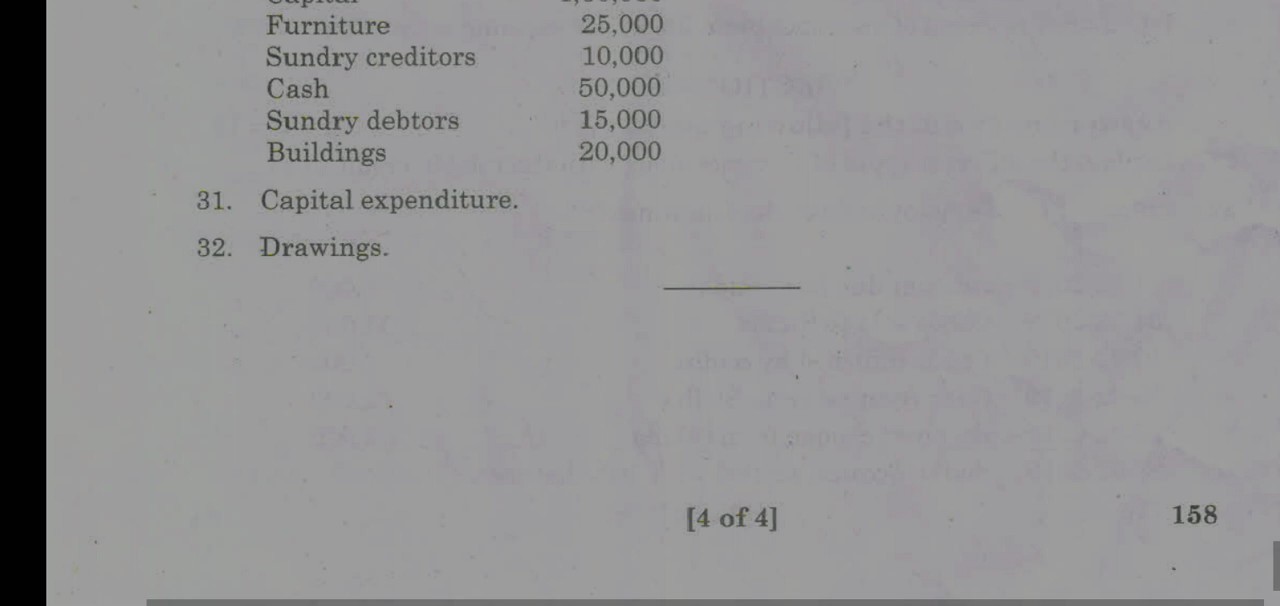 Furniture 25,000
Sundry creditors 10,000
Cash 50,000
Sundry debtors 15,000
Buildings 20,000
31. Capital expenditure.
32. Drawings.
[4 of 4] 158